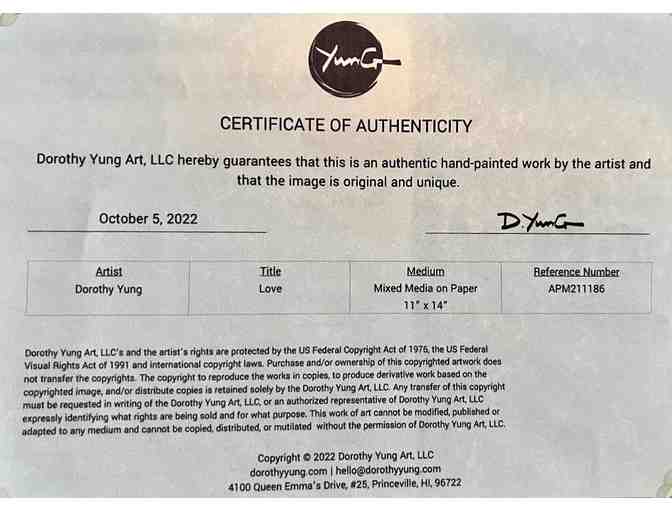 YunG
CERTIFICATE OF AUTHENTICITY
Dorothy Yung Art, LLC hereby guarantees that this is an authentic hand-painted work by the artist and
that the image is original and unique.
October 5, 2022
D.YunG
Artist Title Medium Reference Number
Dorothy Yung Love Mixed Media on Paper APM211186
11" x 14"
Dorothy Yung Art, LLC's and the artist's rights are protected by the US Federal Copyright Act of 1976, the US Federal
Visual Rights Act of 1991 and international copyright laws. Purchase and/or ownership of this copyrighted artwork does
not transfer the copyrights. The copyright to reproduce the works in copies, to produce derivative work based on the
copyrighted image, and/or distribute copies is retained solely by the Dorothy Yung Art, LLC. Any transfer of this copyright
must be requested in writing of the Dorothy Yung Art, LLC, or an authorized representative of Dorothy Yung Art, LLC
expressly identifying what rights are being sold and for what purpose. This work of art cannot be modified, published or
adapted to any medium and cannot be copied, distributed, or mutilated without the permission of Dorothy Yung Art, LLC.
Copyright © 2022 Dorothy Yung Art, LLC
dorothyyung.com | hello@dorothyyung.com
4100 Queen Emma's Drive, #25, Princeville, HI, 96722